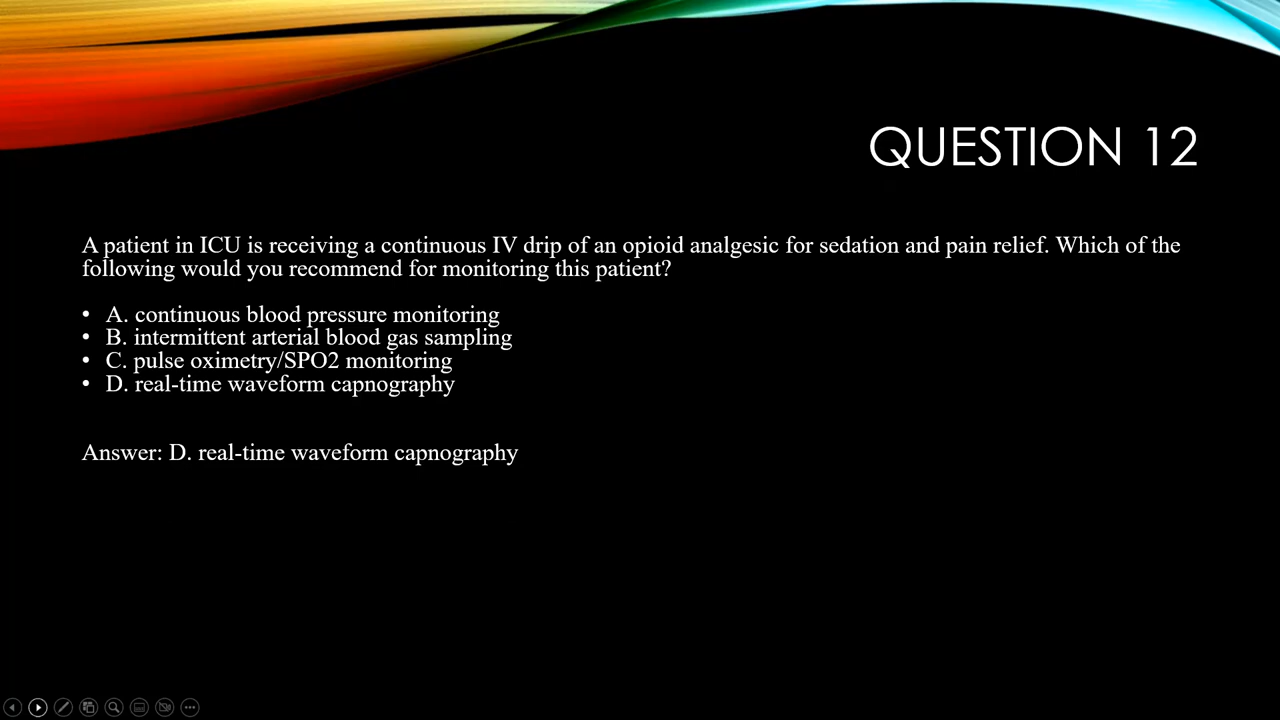 QUESTION 12
A patient in ICU is receiving a continuous IV drip of an opioid analgesic for sedation and pain relief. Which of the
following would you recommend for monitoring this patient?
• A. continuous blood pressure monitoring
• B. intermittent arterial blood gas sampling
• C. pulse oximetry/SPO2 monitoring
• D. real-time waveform capnography
Answer: D. real-time waveform capnography